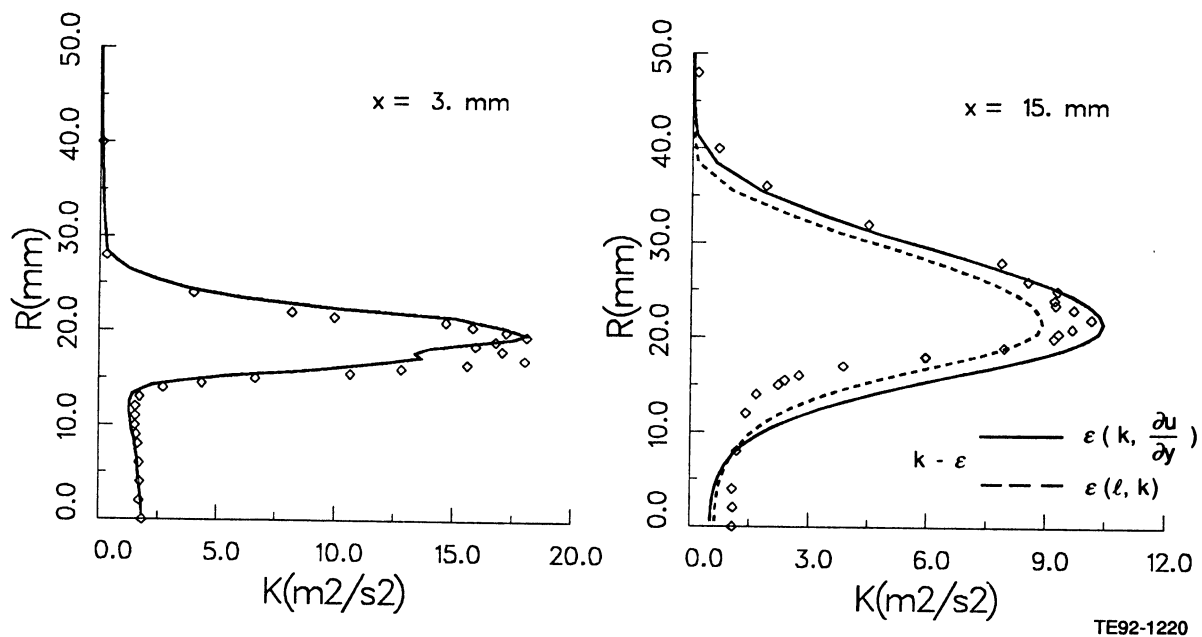 x = 3. mm
R(mm)
50.0
40.0
30.0
20.0
10.0
0.0
0.0 5.0 10.0 15.0 20.0
K(m2/s2)
x = 15. mm
R(mm)
50.0
40.0
30.0
20.0
10.0
0.0
k - ε
ε ( k, ∂u/∂y )
ε (ℓ, k)
0.0 3.0 6.0 9.0 12.0
K(m2/s2)
TE92-1220